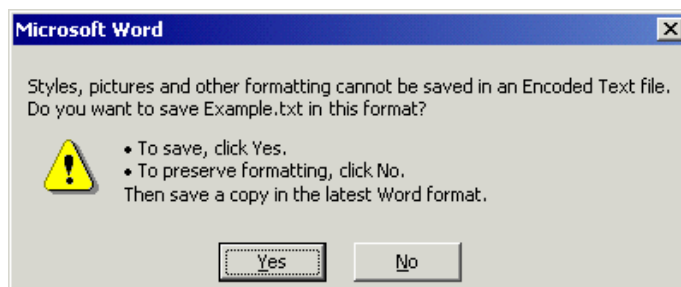 Microsoft Word
Styles, pictures and other formatting cannot be saved in an Encoded Text file.
Do you want to save Example.txt in this format?
• To save, click Yes.
• To preserve formatting, click No.
Then save a copy in the latest Word format.
Yes No